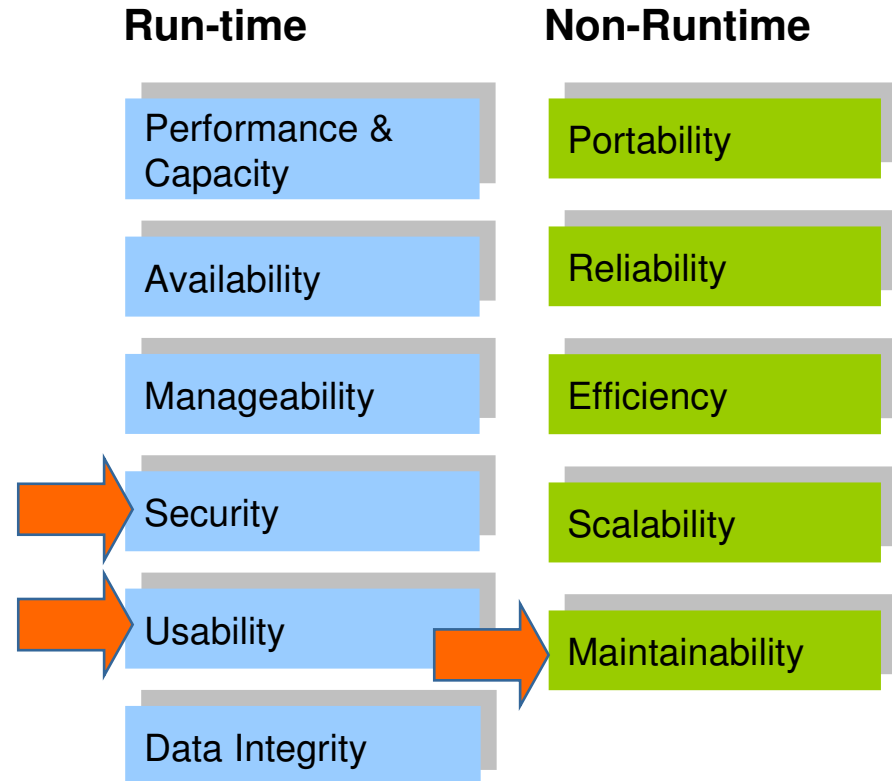 Run-time
Performance &
Capacity
Availability
Manageability
Security
Usability
Data Integrity
Non-Runtime
Portability
Reliability
Efficiency
Scalability
Maintainability